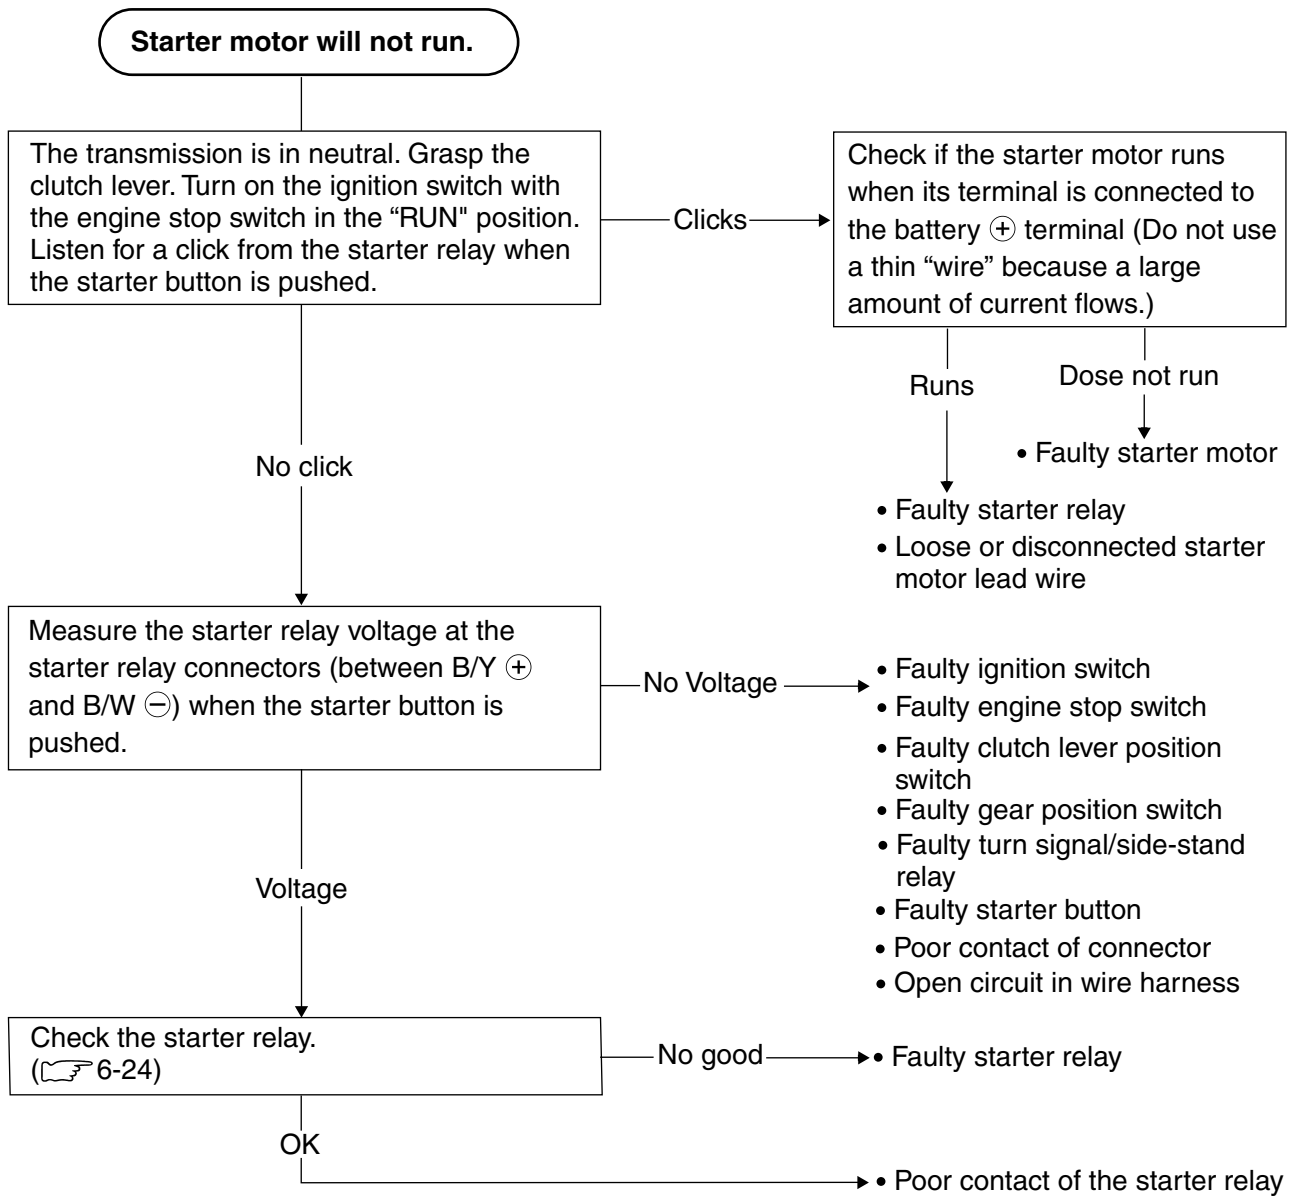 Starter motor will not run.
The transmission is in neutral. Grasp the
clutch lever. Turn on the ignition switch with
the engine stop switch in the “RUN" position.
Listen for a click from the starter relay when
the starter button is pushed.
Clicks
Check if the starter motor runs
when its terminal is connected to
the battery ⊕ terminal (Do not use
a thin “wire” because a large
amount of current flows.)
Runs
Dose not run
• Faulty starter motor
• Faulty starter relay
• Loose or disconnected starter
motor lead wire
No click
Measure the starter relay voltage at the
starter relay connectors (between B/Y ⊕
and B/W ⊖) when the starter button is
pushed.
No Voltage
• Faulty ignition switch
• Faulty engine stop switch
• Faulty clutch lever position
switch
• Faulty gear position switch
• Faulty turn signal/side-stand
relay
• Faulty starter button
• Poor contact of connector
• Open circuit in wire harness
Voltage
Check the starter relay.
(☞6-24)
No good
• Faulty starter relay
OK
• Poor contact of the starter relay